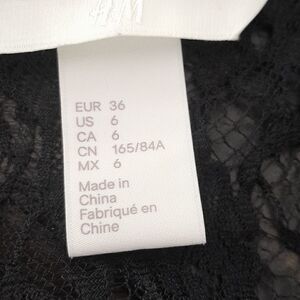 H&M
EUR 36
US 6
CA 6
CN 165/84A
MX 6
Made in
China
Fabriqué en
Chine